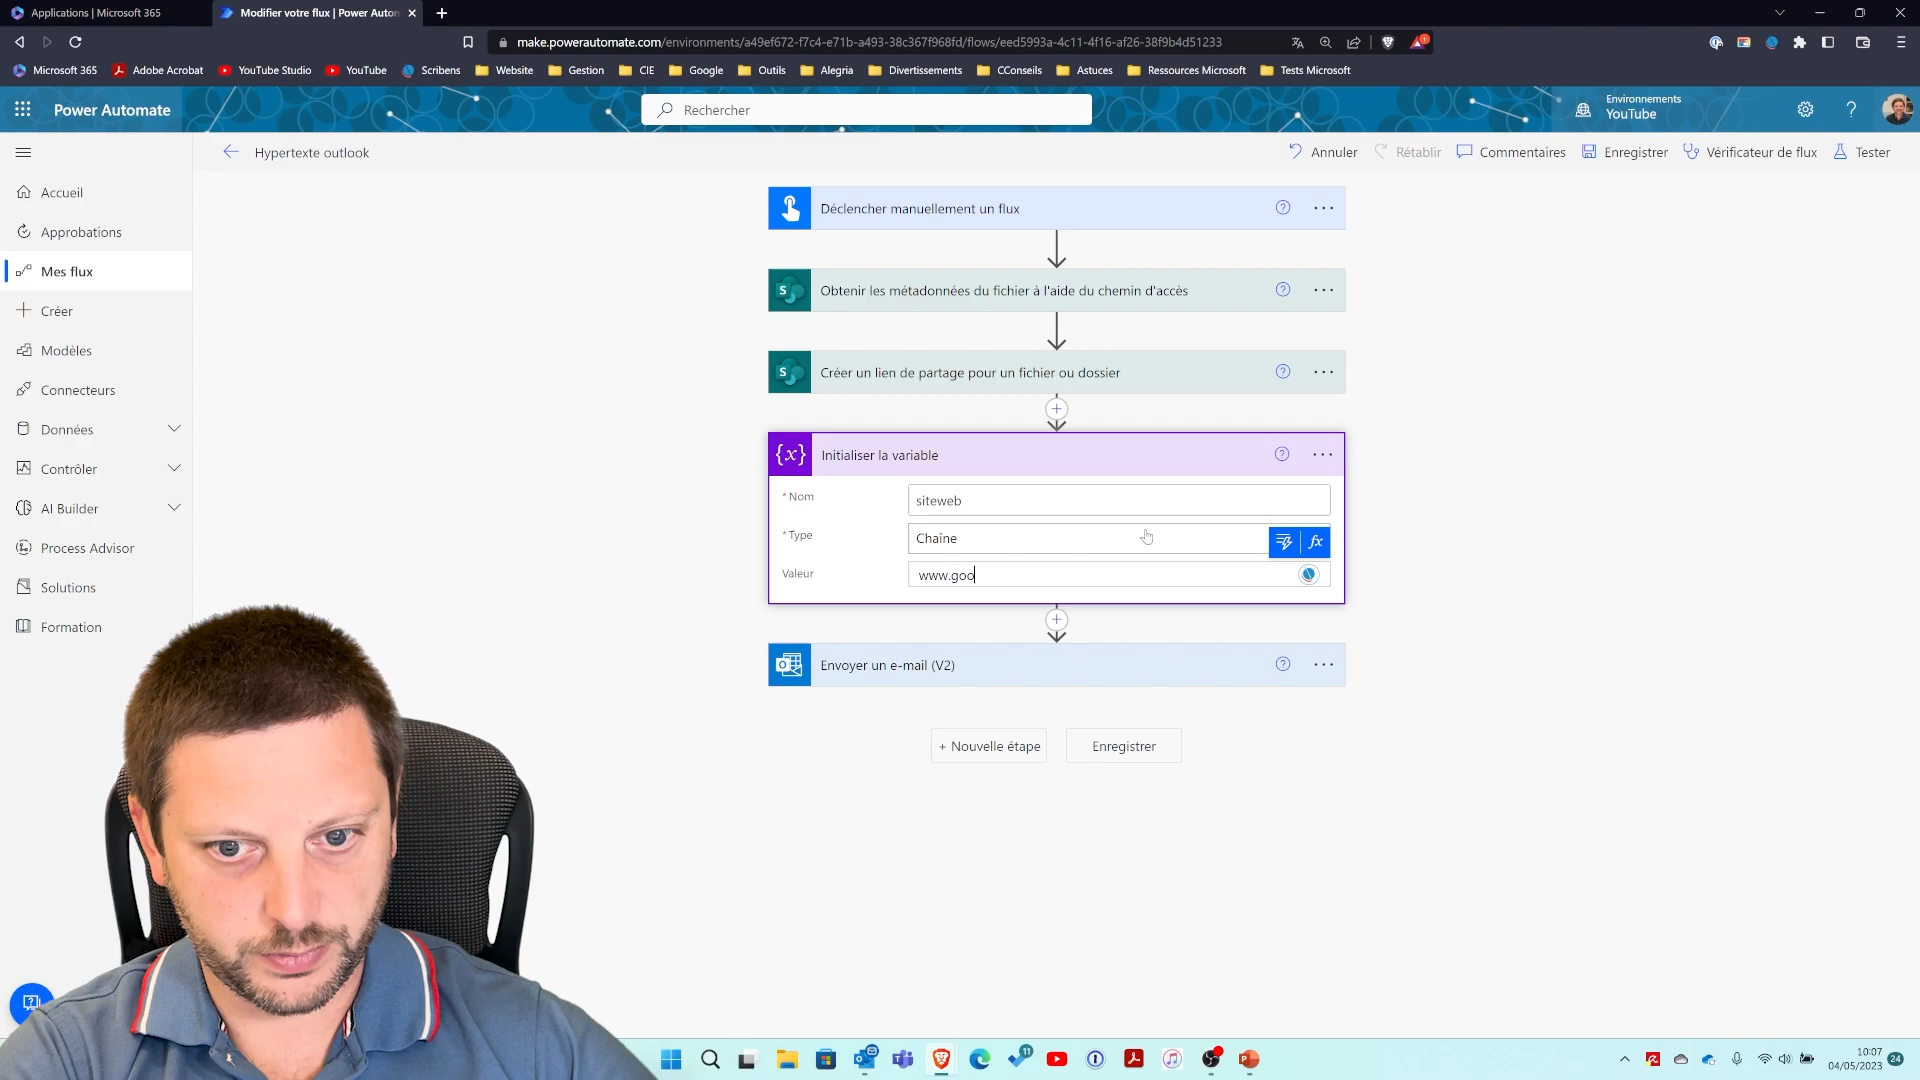 Applications | Microsoft 365
Modifier votre flux | Power Auton
make.powerautomate.com/environments/a49ef672-f7c4-e71b-a493-38c367f968fd/flows/eed5993a-4c11-4f16-af26-38f9b4d51233
Microsoft 365 Adobe Acrobat YouTube Studio YouTube Scribens Website Gestion CIE Google Outils Alegria Divertissements CConseils Astuces Ressources Microsoft Tests Microsoft
Power Automate
Rechercher
Environnements
YouTube
Hypertexte outlook
Annuler Rétablir Commentaires Enregistrer Vérificateur de flux Tester
Accueil
Approbations
Mes flux
Créer
Modèles
Connecteurs
Données
Contrôler
AI Builder
Process Advisor
Solutions
Formation
Déclencher manuellement un flux
Obtenir les métadonnées du fichier à l'aide du chemin d'accès
Créer un lien de partage pour un fichier ou dossier
{x} Initialiser la variable
* Nom siteweb
* Type Chaîne fx
Valeur www.goo
Envoyer un e-mail (V2)
+ Nouvelle étape Enregistrer
11
10:07
04/05/2023
24